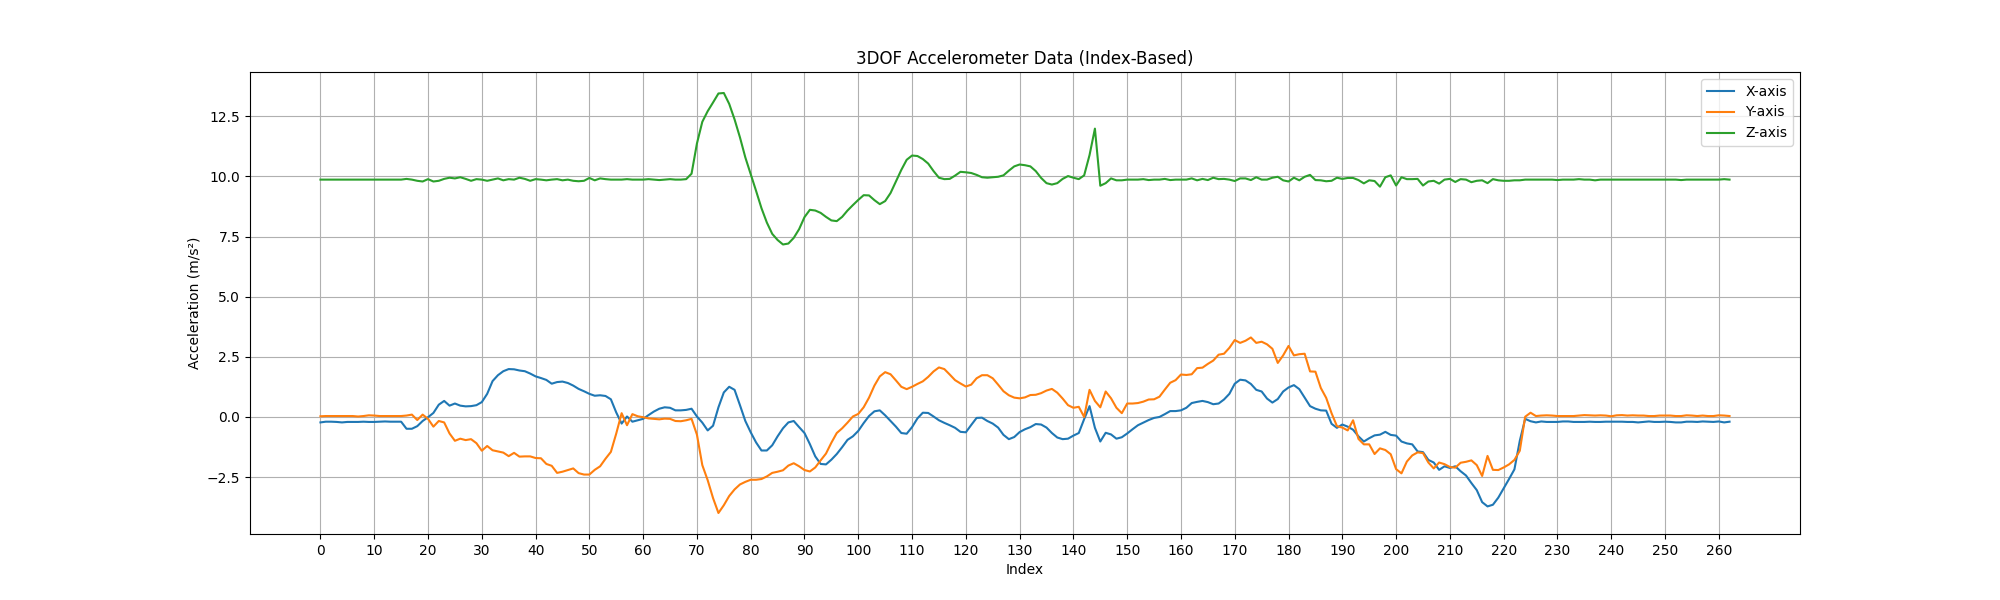 3DOF Accelerometer Data (Index-Based)
X-axis
Y-axis
Z-axis
Acceleration (m/s²)
12.5
10.0
7.5
5.0
2.5
0.0
−2.5
0 10 20 30 40 50 60 70 80 90 100 110 120 130 140 150 160 170 180 190 200 210 220 230 240 250 260
Index